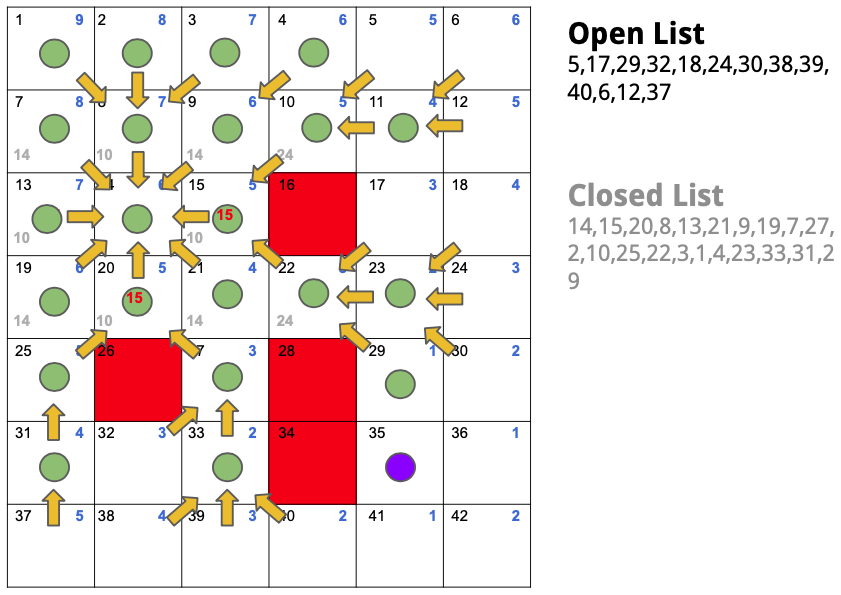 1 9 2 8 3 7 4 6 5 5 6 6
7 8 8 7 9 6 10 5 11 4 12 5
14 10 14 24
13 7 4 6 15 5 16 17 3 18 4
15
10 10
19 6 20 5 21 4 22 23 24 3
15
14 10 14 24
25 26 7 3 28 29 1 30 2
31 4 32 3 33 2 34 35 36 1
37 5 38 4 39 3 40 2 41 1 42 2
Open List
5,17,29,32,18,24,30,38,39,
40,6,12,37
Closed List
14,15,20,8,13,21,9,19,7,27,
2,10,25,22,3,1,4,23,33,31,2
9